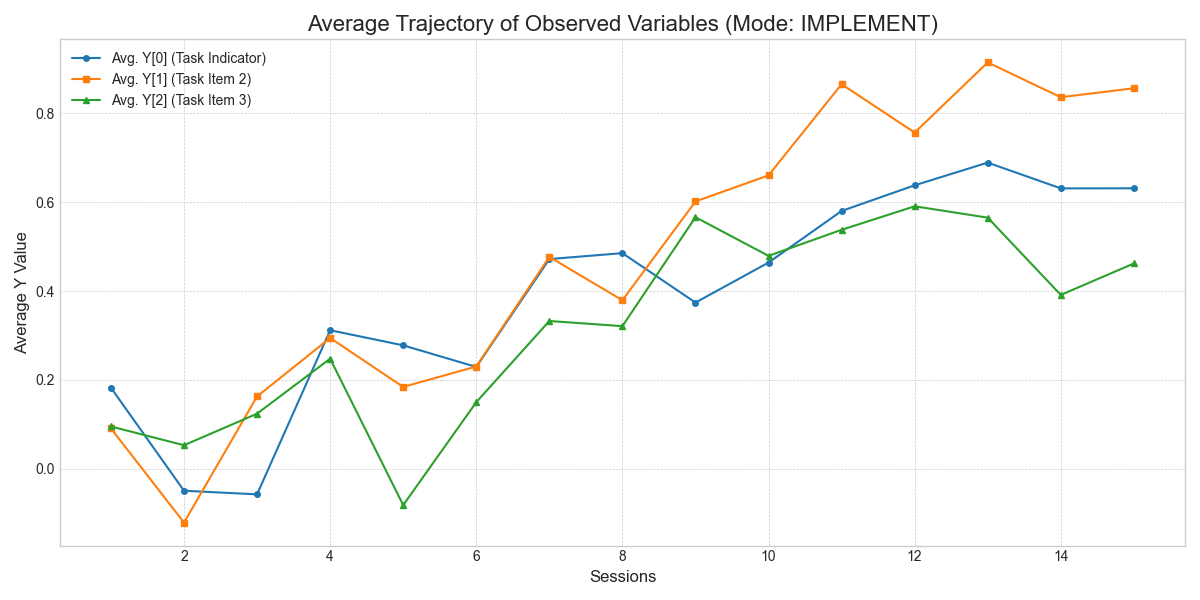 Average Trajectory of Observed Variables (Mode: IMPLEMENT)
Avg. Y[0] (Task Indicator)
Avg. Y[1] (Task Item 2)
Avg. Y[2] (Task Item 3)
Average Y Value
0.8
0.6
0.4
0.2
0.0
2 4 6 8 10 12 14
Sessions